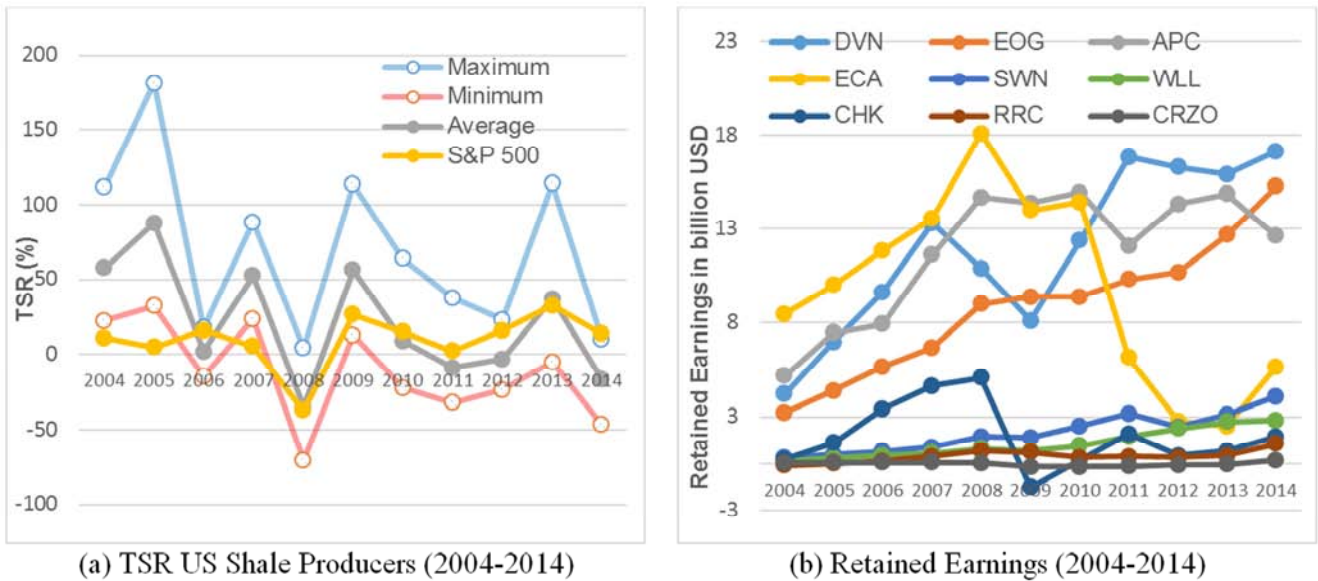 200
150
100
50
0
-50
-100
TSR (%)
Maximum
Minimum
Average
S&P 500
2004 2005 2006 2007 2008 2009 2010 2011 2012 2013 2014
(a) TSR US Shale Producers (2004-2014)
23
18
13
8
3
-3
Retained Earnings in billion USD
DVN EOG APC
ECA SWN WLL
CHK RRC CRZO
2004 2005 2006 2007 2008 2009 2010 2011 2012 2013 2014
(b) Retained Earnings (2004-2014)